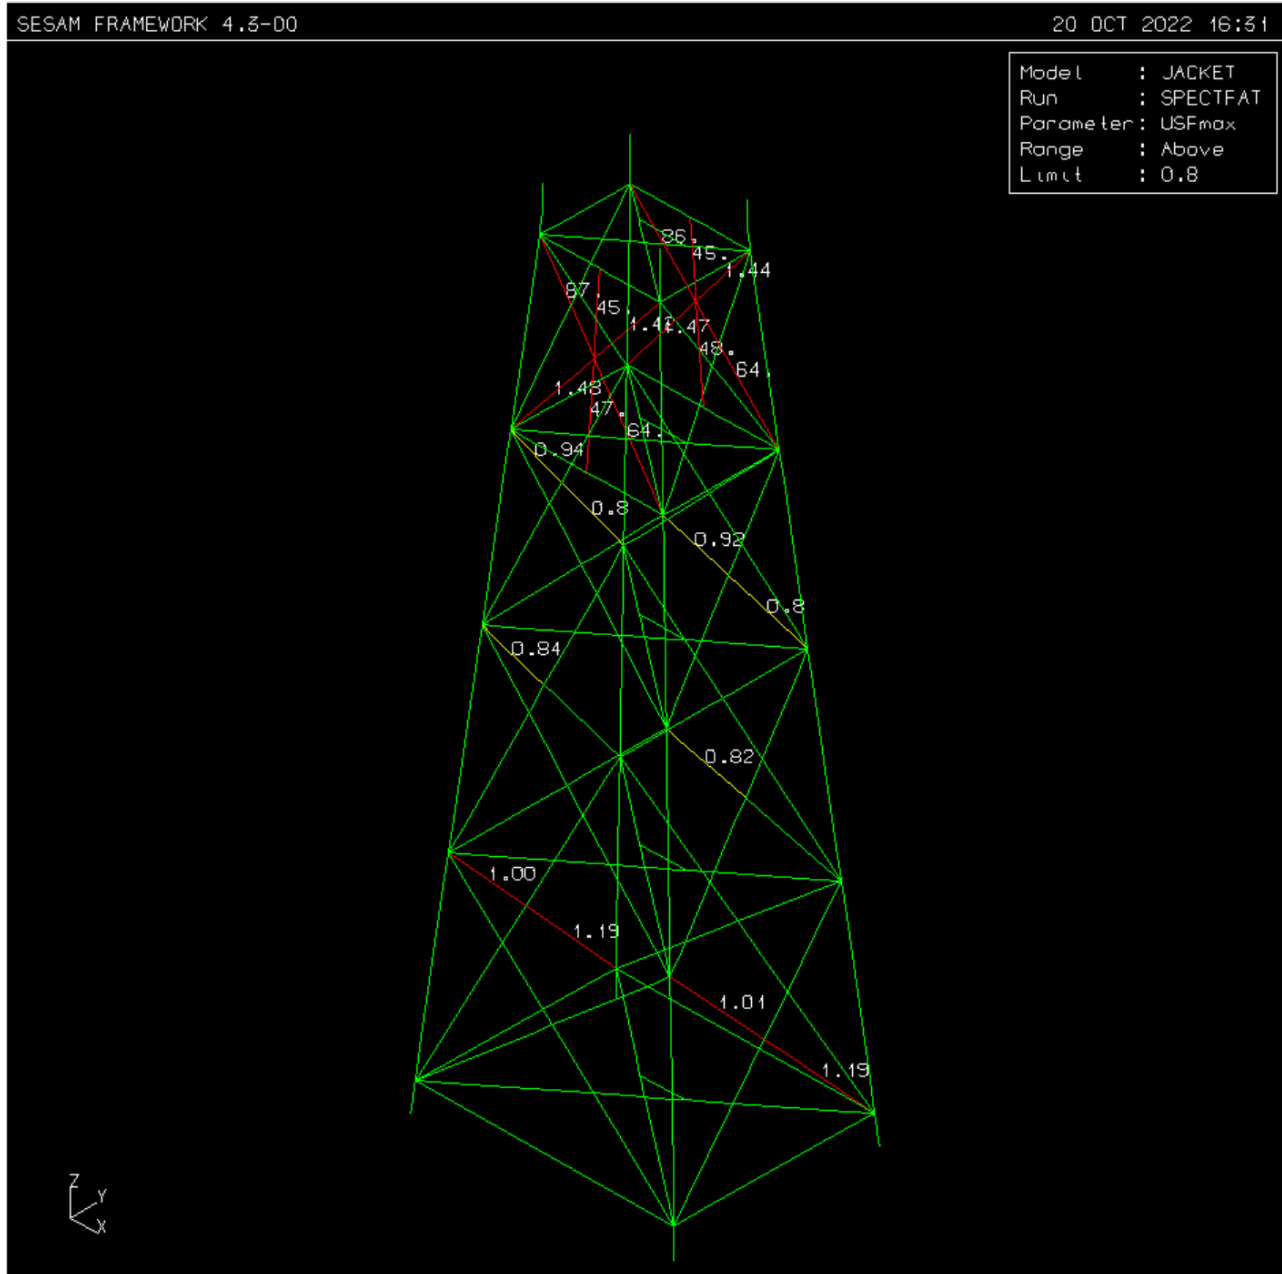 SESAM FRAMEWORK 4.3-00 20 OCT 2022 16:31
Model : JACKET
Run : SPECTFAT
Parameter: USFmax
Range : Above
Limit : 0.8
86.
45.
1.44
87.
45.
1.47
48.
64.
1.48
47.
64.
0.94
0.8
0.92
0.8
0.84
0.82
1.00
1.19
1.01
1.19
Z
Y
X